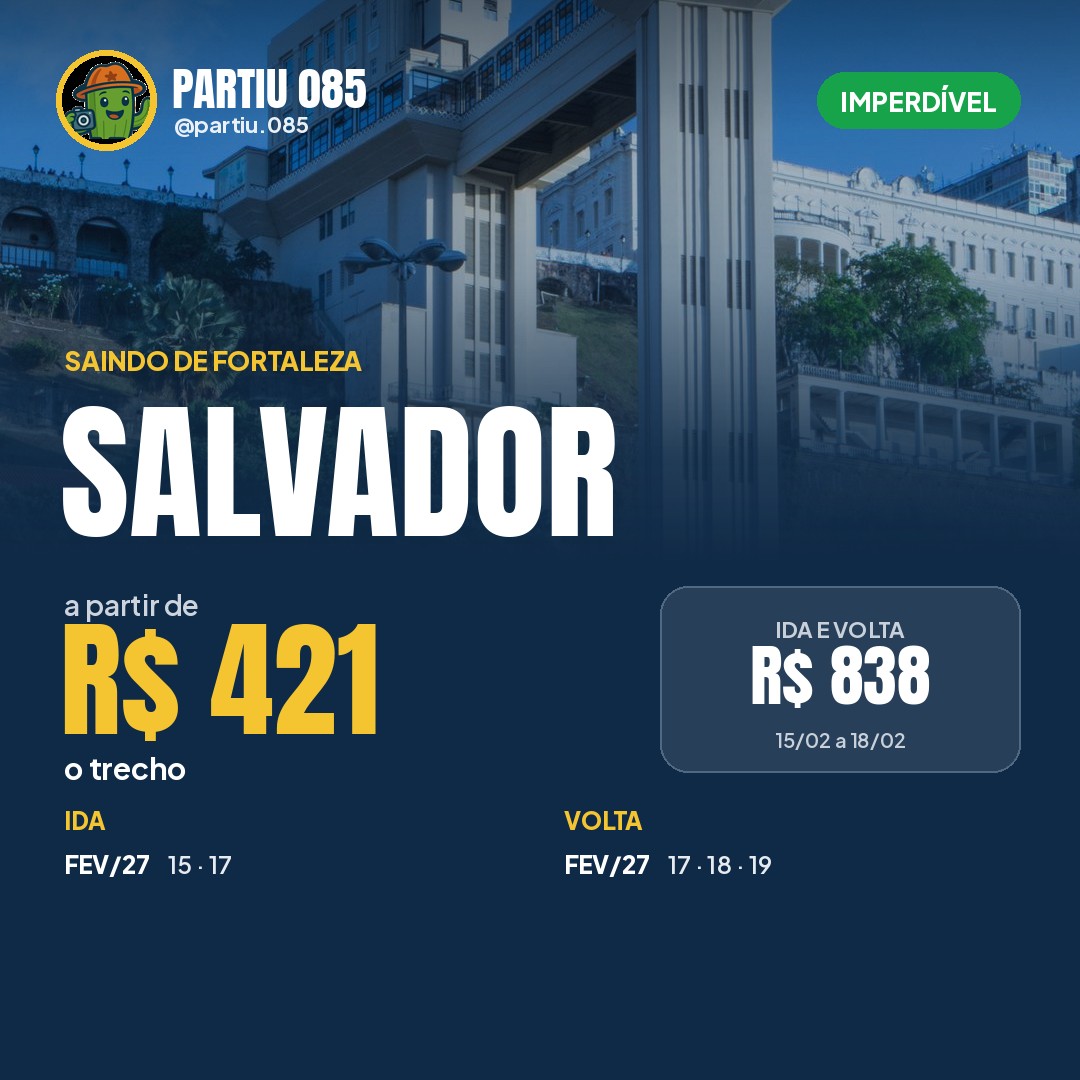 PARTIU 085
@partiu.085
IMPERDÍVEL
SAINDO DE FORTALEZA
SALVADOR
a partir de
R$ 421
o trecho
IDA E VOLTA
R$ 838
15/02 a 18/02
IDA
FEV/27 15 · 17
VOLTA
FEV/27 17 · 18 · 19